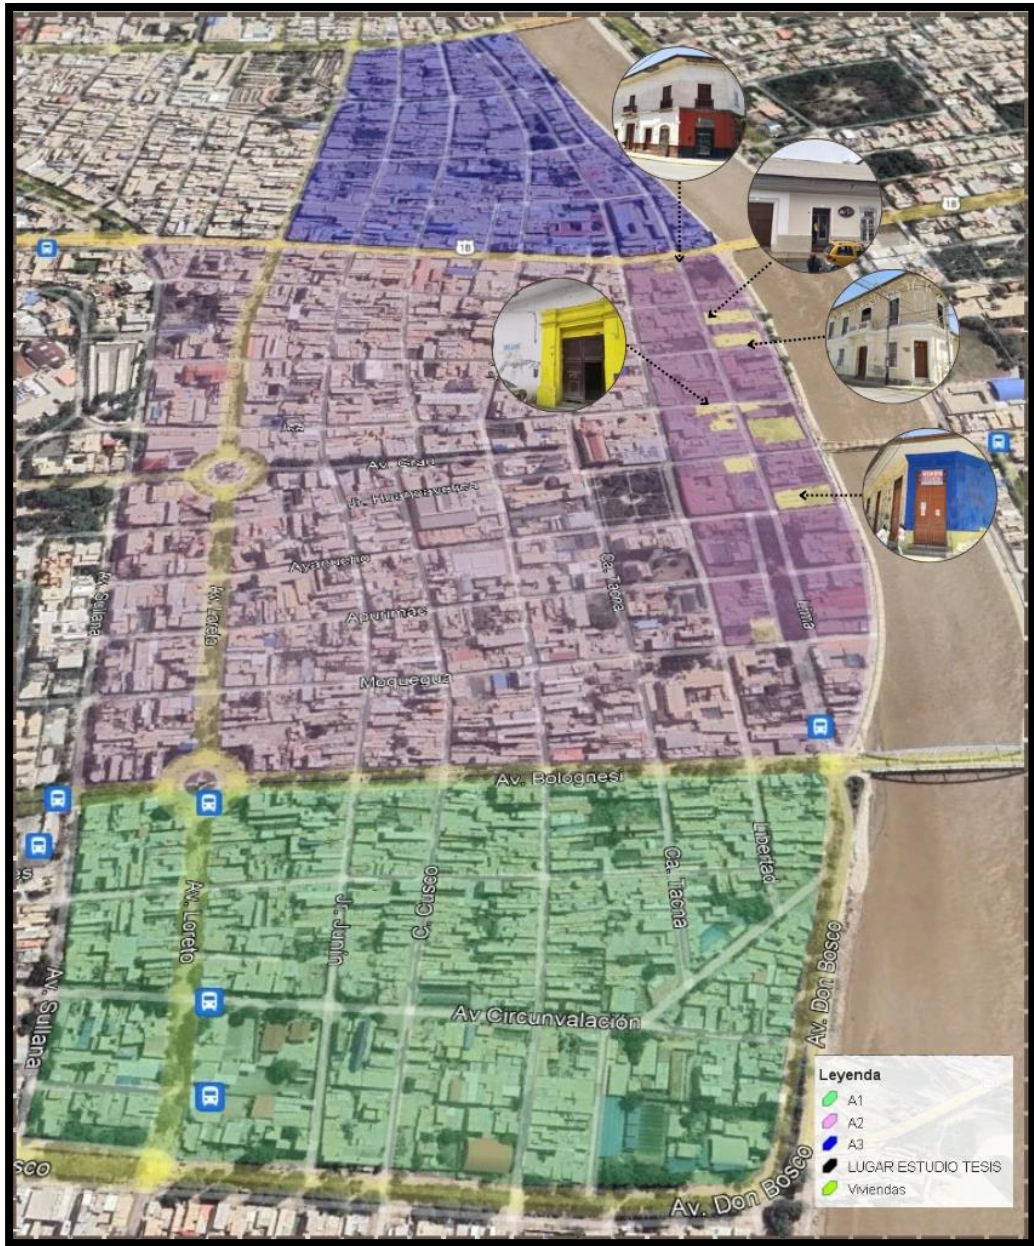 18
18
Av. Grau
Jr. Huancavelica
Ayacucho
Apurimac
Moquegua
Av. Sullana
Av. Loreto
Ca. Tacna
Lima
Av. Bolognesi
Av. Loreto
Jr. Junín
C. Cusco
Ca. Tacna
Libertad
Av. Sullana
Av Circunvalación
Av. Don Bosco
Av. Don Bosco
Leyenda
A1
A2
A3
LUGAR ESTUDIO TESIS
Viviendas